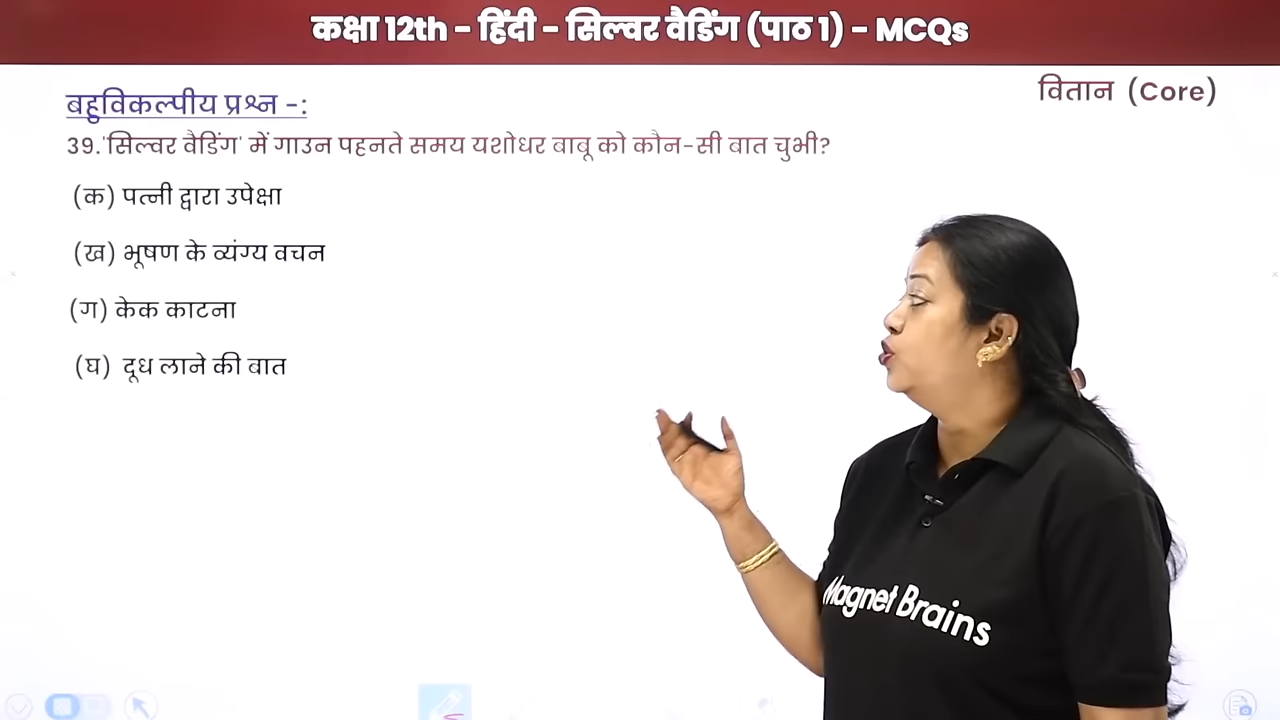 कक्षा 12th - हिंदी - सिल्वर वैडिंग (पाठ 1) - MCQs
वितान (Core)
बहुविकल्पीय प्रश्न -:
39. 'सिल्वर वैडिंग' में गाउन पहनते समय यशोधर बाबू को कौन-सी बात चुभी?
(क) पत्नी द्वारा उपेक्षा
(ख) भूषण के व्यंग्य वचन
(ग) केक काटना
(घ) दूध लाने की बात
Magnet Brains